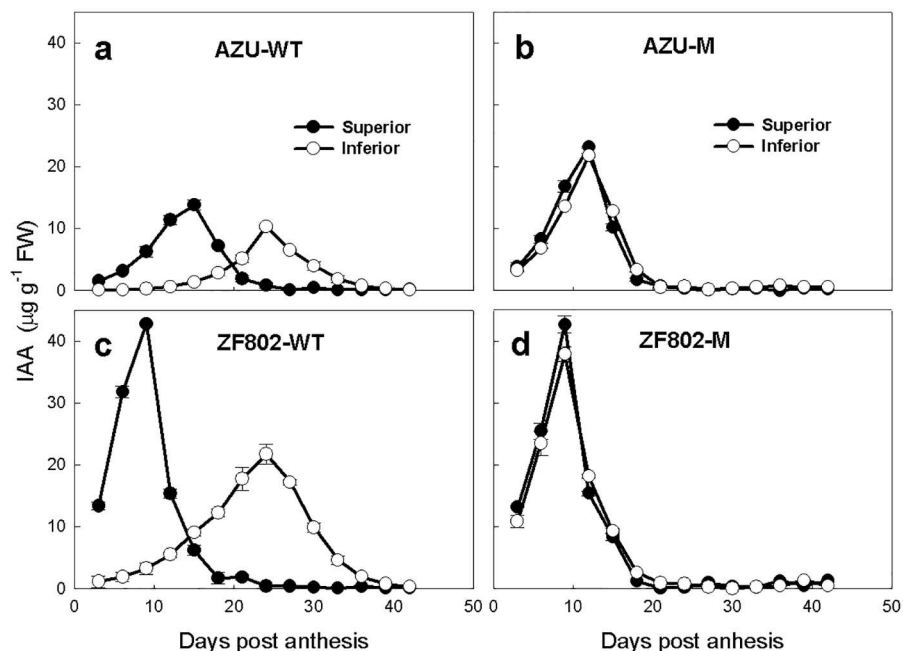 a
AZU-WT
Superior
Inferior
b
AZU-M
Superior
Inferior
40
30
20
10
0
c
ZF802-WT
d
ZF802-M
40
30
20
10
0
IAA (µg g-1 FW)
0 10 20 30 40 50
0 10 20 30 40 50
Days post anthesis
Days post anhesis